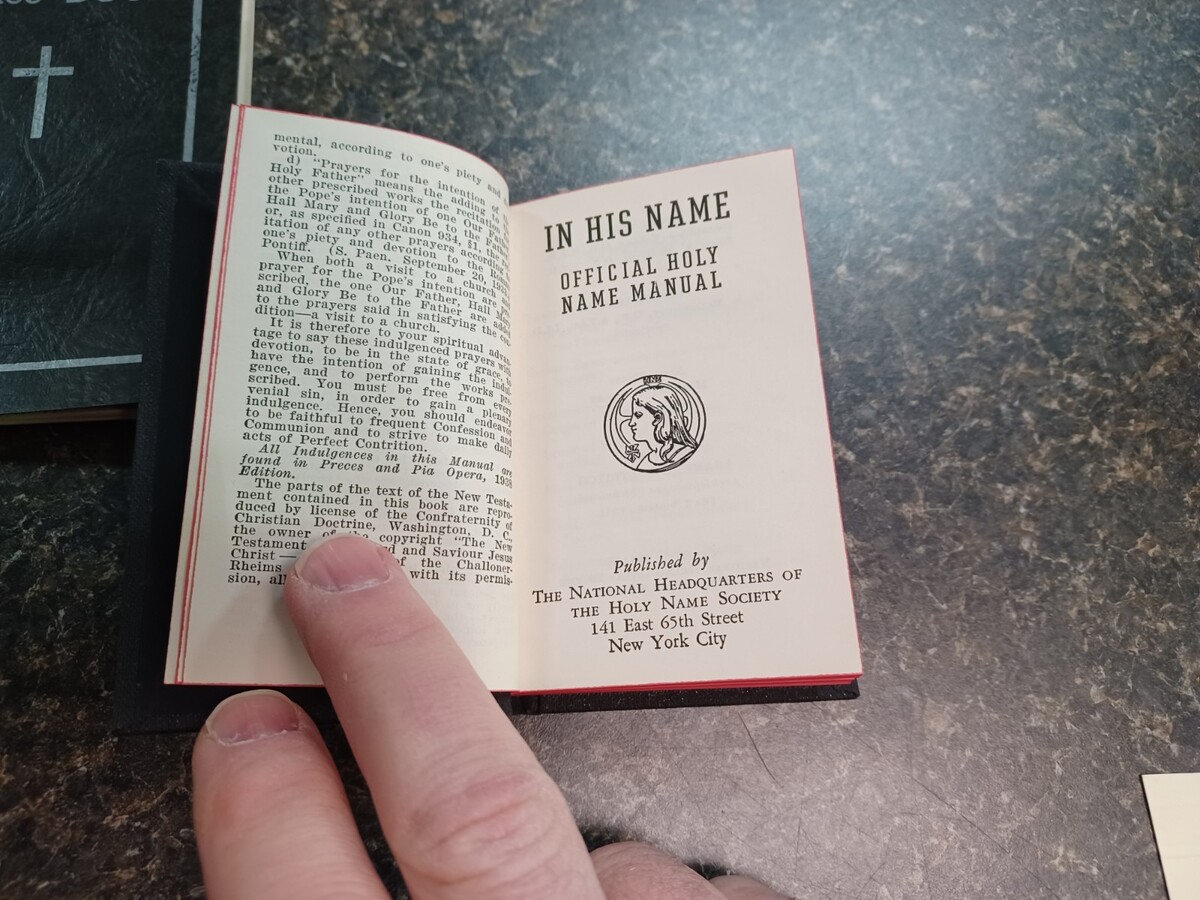 mental, according to one's piety and
votion.
d) "Prayers for the intention of
Holy Father" means the adding to
other prescribed works the recitation
the Pope's intention of one Our Father
Hail Mary and Glory Be to the Father
or, as specified in Canon 934, §1, the
itation of any other prayers according
one's piety and devotion to the
Pontiff. (S. Paen. September 20,
When both a visit to a church and
prayer for the Pope's intention are
scribed, the one Our Father, Hail
and Glory Be to the Father are added
to the prayers said in satisfying the con-
dition—a visit to a church.
It is therefore to your spiritual advan-
tage to say these indulgenced prayers with
devotion, to be in the state of grace, to
have the intention of gaining the indul-
gence, and to perform the works pre-
scribed. You must be free from every
venial sin, in order to gain a plenary
indulgence. Hence, you should endeavor
to be faithful to frequent Confession and
Communion and to strive to make daily
acts of Perfect Contrition.
All Indulgences in this Manual are
found in Preces and Pia Opera, 1938
Edition.
The parts of the text of the New Testa-
ment contained in this book are repro-
duced by license of the Confraternity of
Christian Doctrine, Washington, D. C.,
the owner of the copyright "The New
Testament and Saviour Jesus
Christ — of the Challoner-
Rheims with its permis-
sion, all
IN HIS NAME
OFFICIAL HOLY
NAME MANUAL
Published by
THE NATIONAL HEADQUARTERS OF
THE HOLY NAME SOCIETY
141 East 65th Street
New York City